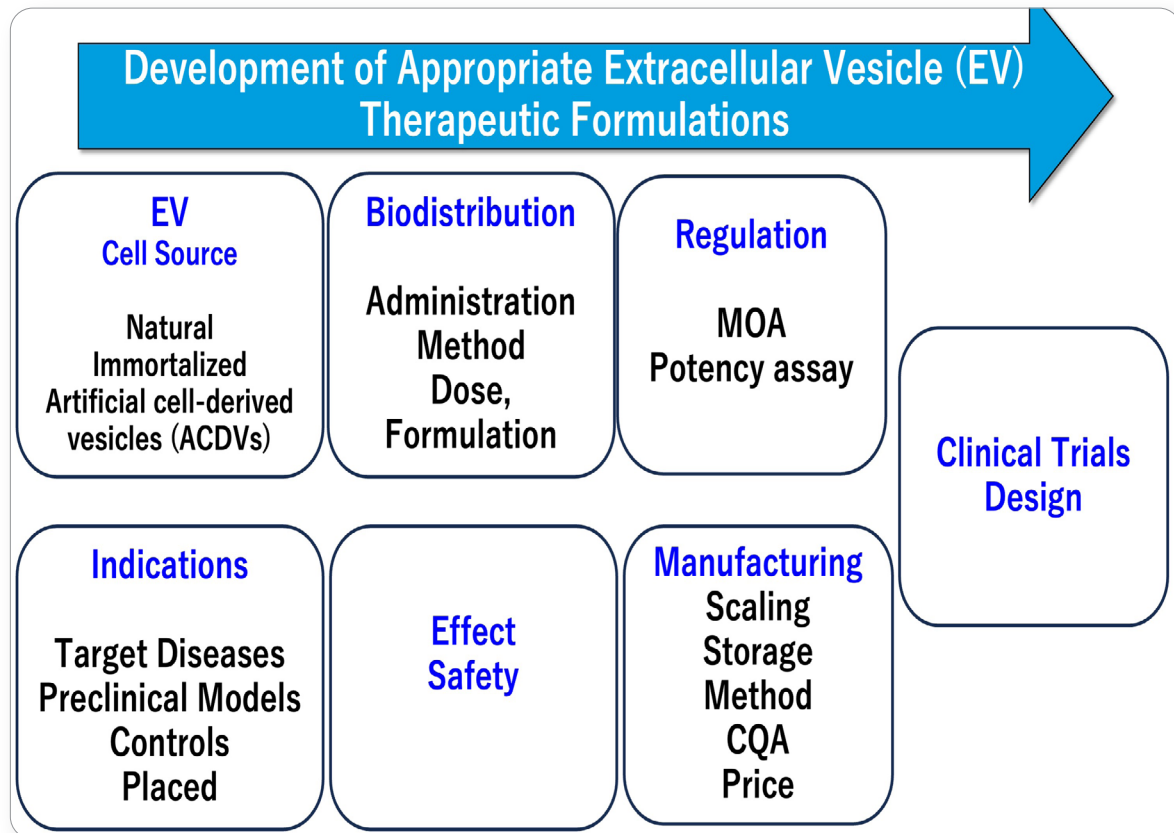 Development of Appropriate Extracellular Vesicle (EV)
Therapeutic Formulations
EV
Cell Source
Natural
Immortalized
Artificial cell-derived
vesicles (ACDVs)
Biodistribution
Administration
Method
Dose,
Formulation
Regulation
MOA
Potency assay
Clinical Trials
Design
Indications
Target Diseases
Preclinical Models
Controls
Placed
Effect
Safety
Manufacturing
Scaling
Storage
Method
CQA
Price